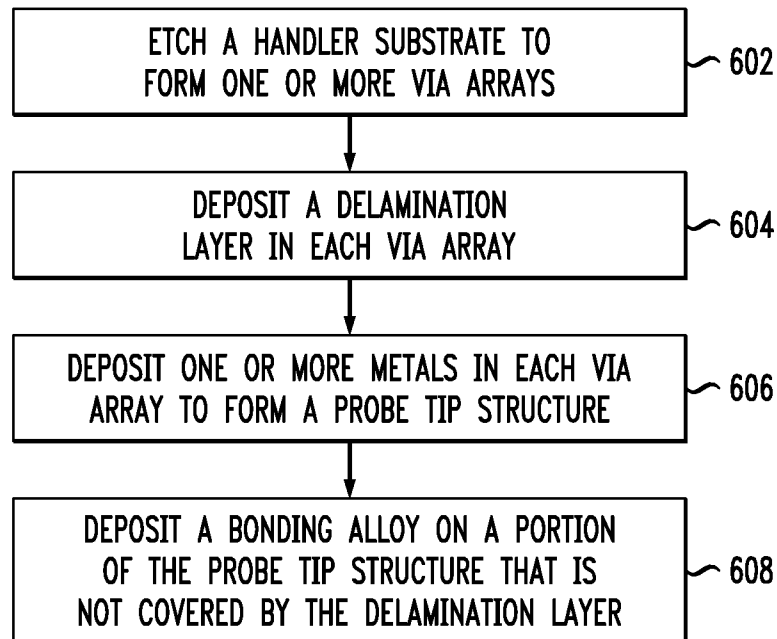 ETCH A HANDLER SUBSTRATE TO
FORM ONE OR MORE VIA ARRAYS
602
DEPOSIT A DELAMINATION
LAYER IN EACH VIA ARRAY
604
DEPOSIT ONE OR MORE METALS IN EACH VIA
ARRAY TO FORM A PROBE TIP STRUCTURE
606
DEPOSIT A BONDING ALLOY ON A PORTION
OF THE PROBE TIP STRUCTURE THAT IS
NOT COVERED BY THE DELAMINATION LAYER
608